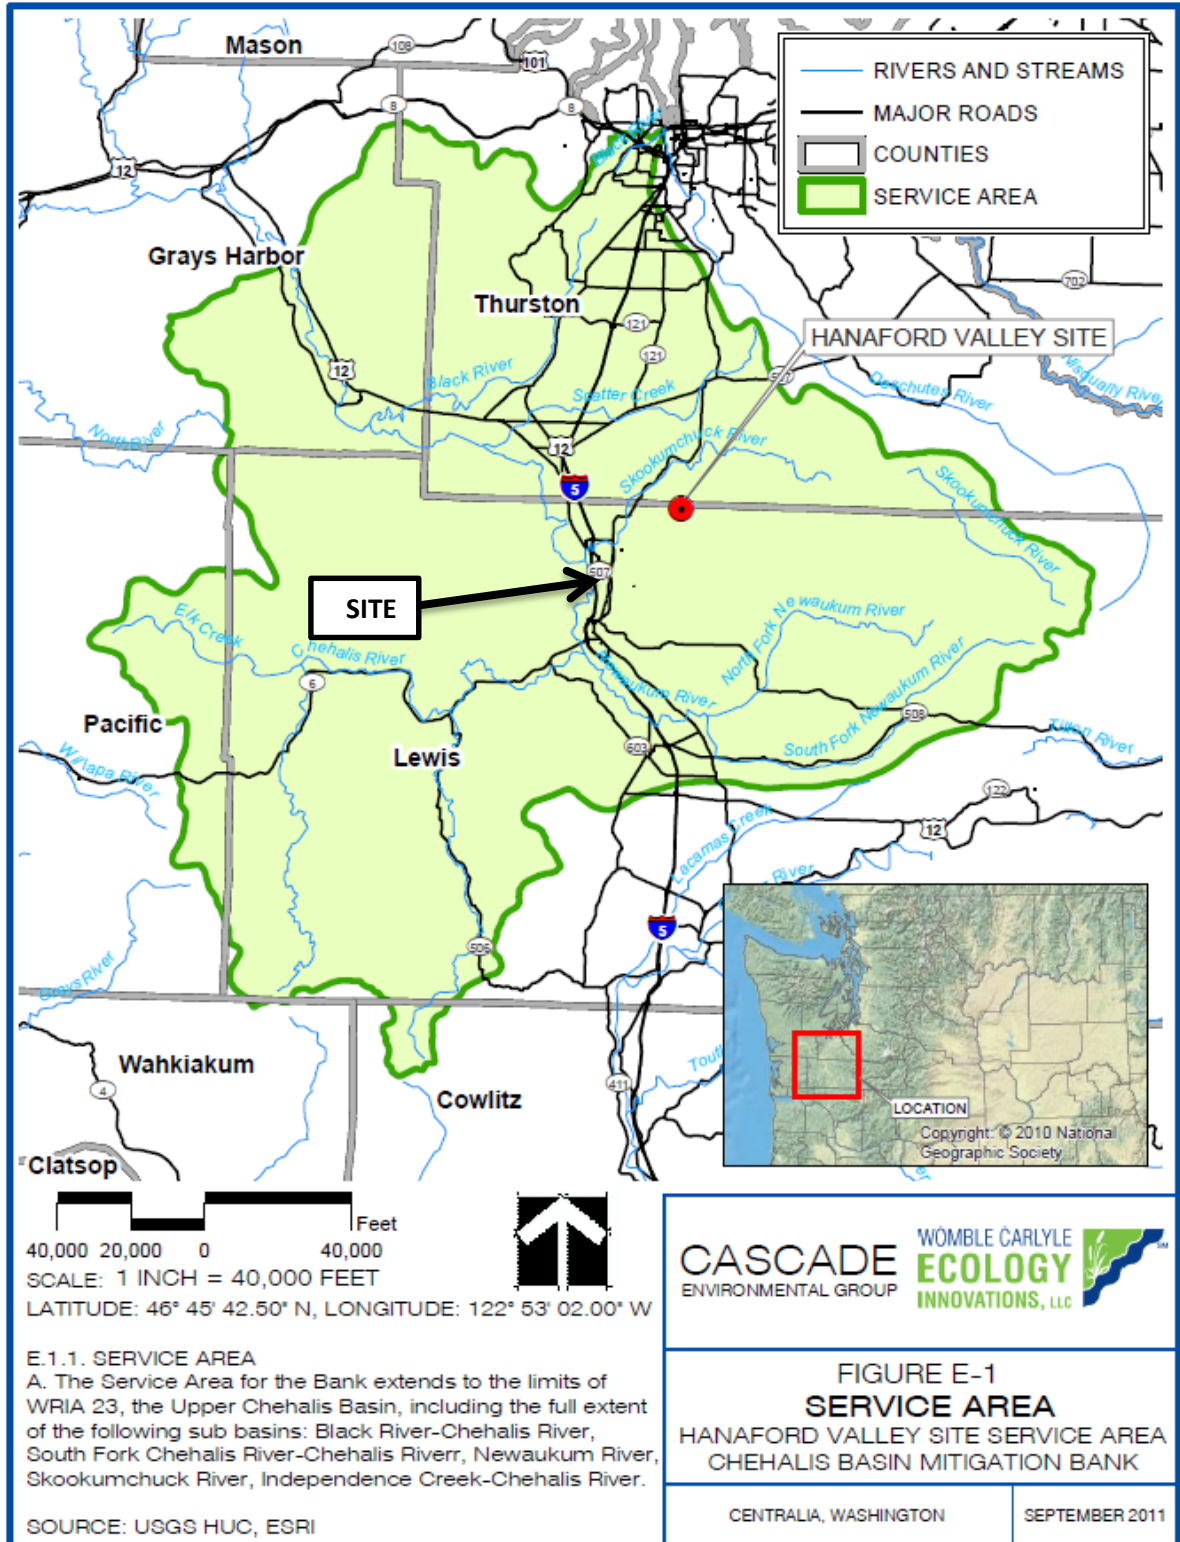 Mason
108
101
RIVERS AND STREAMS
MAJOR ROADS
COUNTIES
SERVICE AREA
8
8
12
Grays Harbor
Thurston
702
121
121
HANAFORD VALLEY SITE
12
Black River
Scatter Creek
507
Deschutes River
Nisqually River
North River
12
Skookumchuck River
5
Skookumchuck River
507
SITE
Elk Creek
Chehalis River
North Fork Newaukum River
6
Newaukum River
South Fork Newaukum River
508
Pacific
Tilton River
Willapa River
Lewis
603
122
12
Lacamas Creek
River
5
506
Grays River
Wahkiakum
4
Cowlitz
411
LOCATION
Copyright: © 2010 National
Geographic Society
Clatsop
Feet
40,000 20,000 0 40,000
SCALE: 1 INCH = 40,000 FEET
LATITUDE: 46° 45' 42.50" N, LONGITUDE: 122° 53' 02.00" W
E.1.1. SERVICE AREA
A. The Service Area for the Bank extends to the limits of
WRIA 23, the Upper Chehalis Basin, including the full extent
of the following sub basins: Black River-Chehalis River,
South Fork Chehalis River-Chehalis Riverr, Newaukum River,
Skookumchuck River, Independence Creek-Chehalis River.
SOURCE: USGS HUC, ESRI
CASCADE
ENVIRONMENTAL GROUP
WOMBLE CARLYLE
ECOLOGY
INNOVATIONS, LLC
SM
FIGURE E-1
SERVICE AREA
HANAFORD VALLEY SITE SERVICE AREA
CHEHALIS BASIN MITIGATION BANK
CENTRALIA, WASHINGTON
SEPTEMBER 2011